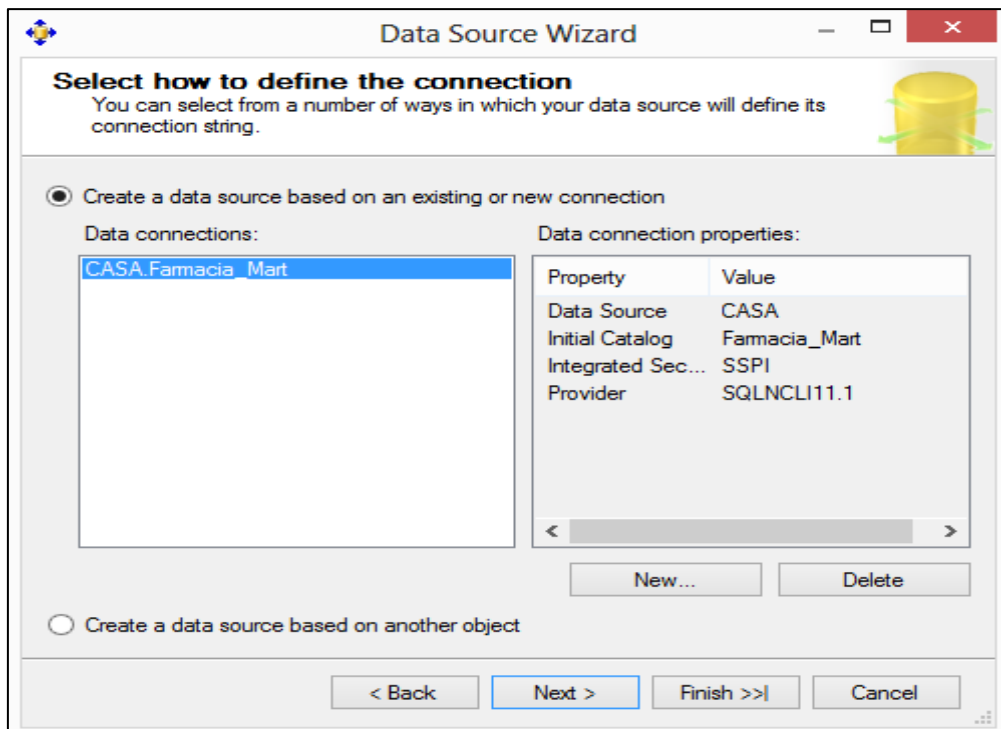 Data Source Wizard
Select how to define the connection
You can select from a number of ways in which your data source will define its
connection string.
Create a data source based on an existing or new connection
Data connections:
CASA.Farmacia_Mart
Data connection properties:
Property Value
Data Source CASA
Initial Catalog Farmacia_Mart
Integrated Sec... SSPI
Provider SQLNCLI11.1
New... Delete
Create a data source based on another object
< Back Next > Finish >>| Cancel